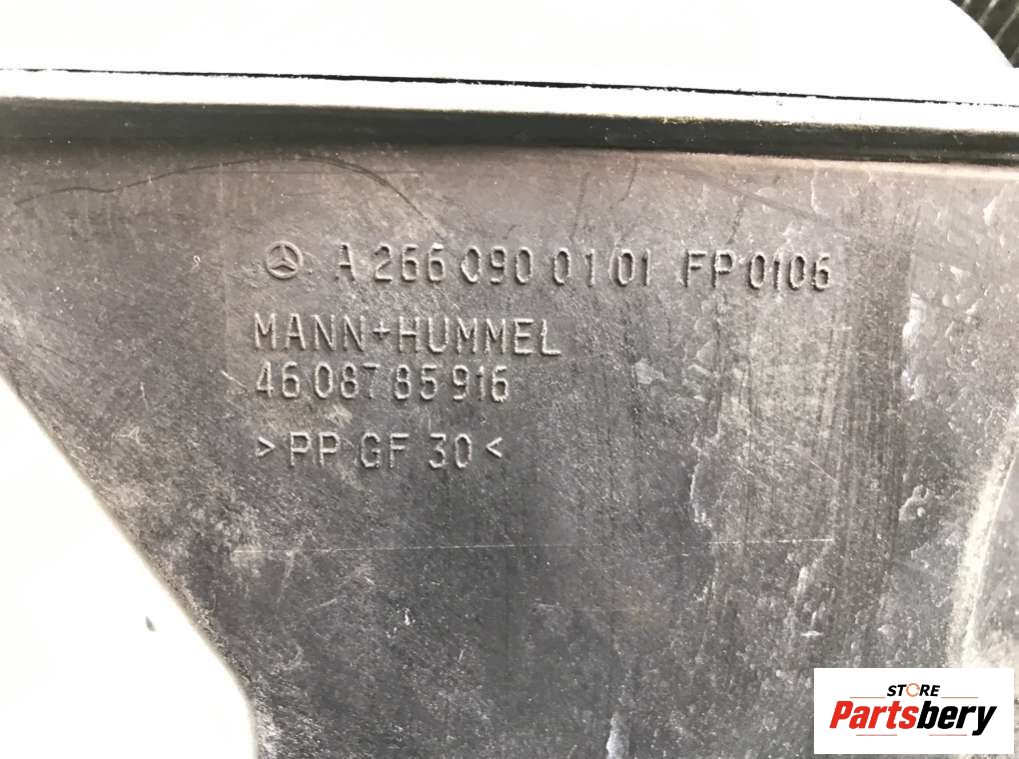 A 266 090 01 01 FP 0106
MANN+HUMMEL
46 087 85 916
>PP GF 30<
STORE
Partsbery